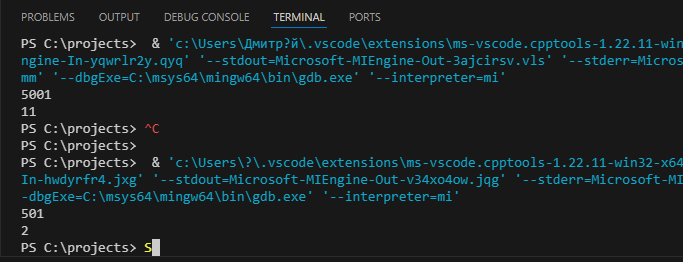 PROBLEMS OUTPUT DEBUG CONSOLE TERMINAL PORTS
PS C:\projects>  & 'c:\Users\Дмитр?й\.vscode\extensions\ms-vscode.cpptools-1.22.11-win
ngine-In-yqwrlr2y.qyq' '--stdout=Microsoft-MIEngine-Out-3ajcirsv.vls' '--stderr=Micros
mm' '--dbgExe=C:\msys64\mingw64\bin\gdb.exe' '--interpreter=mi'
5001
11
PS C:\projects> ^C
PS C:\projects>
PS C:\projects>  & 'c:\Users\?\.vscode\extensions\ms-vscode.cpptools-1.22.11-win32-x64
In-hwdyrfr4.jxg' '--stdout=Microsoft-MIEngine-Out-v34xo4ow.jqg' '--stderr=Microsoft-MI
-dbgExe=C:\msys64\mingw64\bin\gdb.exe' '--interpreter=mi'
501
2
PS C:\projects> S